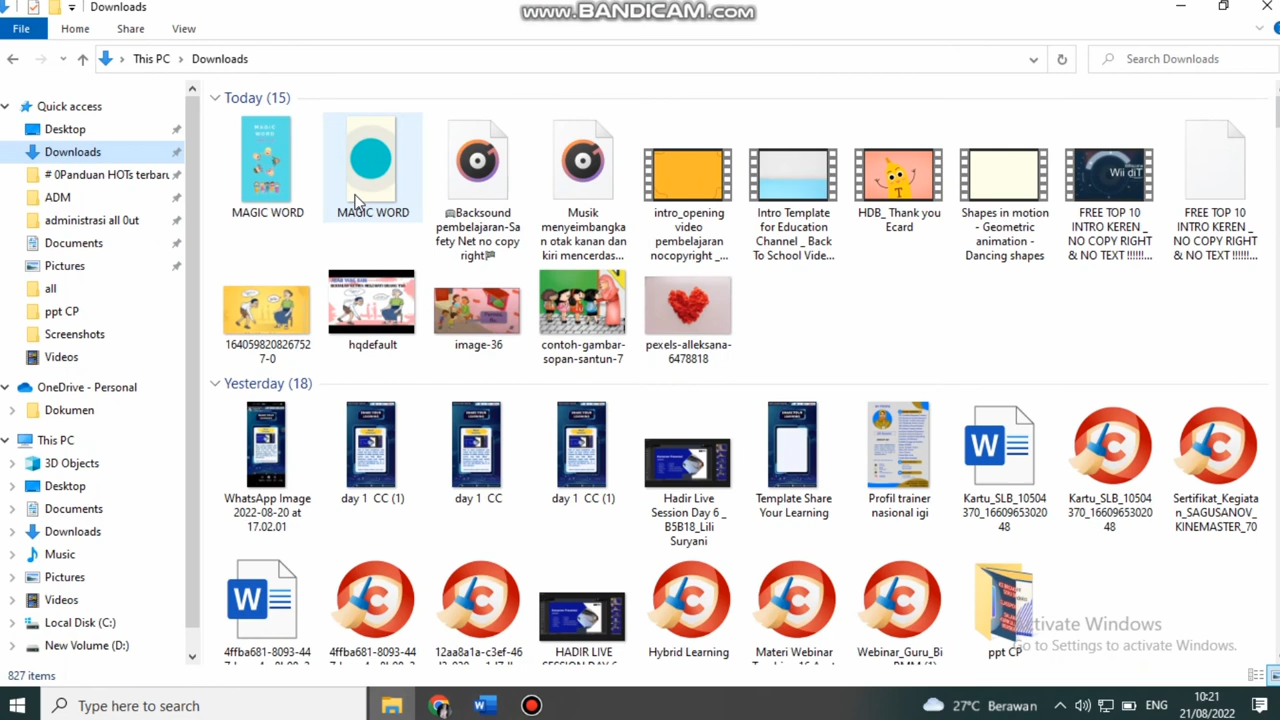 Downloads
www.BANDICAM.com
File Home Share View
This PC Downloads
Search Downloads
Quick access
Desktop
Downloads
# 0Panduan HOTs terbaru
ADM
administrasi all 0ut
Documents
Pictures
all
ppt CP
Screenshots
Videos
OneDrive - Personal
Dokumen
This PC
3D Objects
Desktop
Documents
Downloads
Music
Pictures
Videos
Local Disk (C:)
New Volume (D:)
Today (15)
MAGIC
WORD
MAGIC WORD
MAGIC WORD
Backsound
pembelajaran-Sa
fety Net no copy
right
Musik
menyeimbangka
n otak kanan dan
kiri mencerdas...
intro_opening
video
pembelajaran
nocopyright _...
Intro Template
for Education
Channel _ Back
To School Vide...
HDB_ Thank you
Ecard
Shapes in motion
- Geometric
animation -
Dancing shapes
Wii diT
FREE TOP 10
INTRO KEREN _
NO COPY RIGHT
& NO TEXT !!!!!!...
FREE TOP 10
INTRO KEREN _
NO COPY RIGHT
& NO TEXT !!!!!!...
164059820826752
7-0
hqdefault
image-36
contoh-gambar-
sopan-santun-7
pexels-alleksana-
6478818
Yesterday (18)
WhatsApp Image
2022-08-20 at
17.02.01
day 1 CC (1)
day 1 CC
day 1 CC (1)
Hadir Live
Session Day 6 _
B5B18_Lili
Suryani
Template Share
Your Learning
Profil trainer
nasional igi
Kartu_SLB_10504
370_16609653020
48
Kartu_SLB_10504
370_16609653020
48
Sertifikat_Kegiata
n_SAGUSANOV_
KINEMASTER_70
4ffba681-8093-44
4ffba681-8093-44
12aa8a1a-c3ef-46
HADIR LIVE
SESSION DAY 6
Hybrid Learning
Materi Webinar
Webinar_Guru_Bi
ppt CP
Activate Windows
Go to Settings to activate Windows.
827 items
Type here to search
27°C Berawan
ENG
10:21
21/08/2022